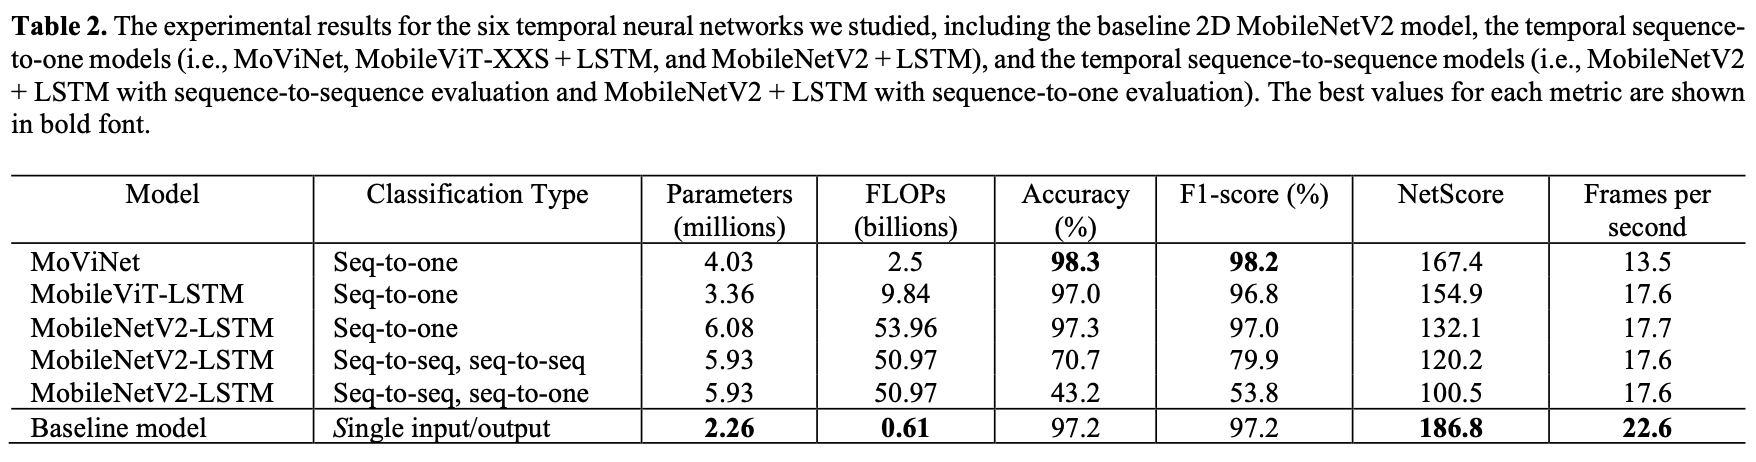 Table 2. The experimental results for the six temporal neural networks we studied, including the baseline 2D MobileNetV2 model, the temporal sequence-
to-one models (i.e., MoViNet, MobileViT-XXS + LSTM, and MobileNetV2 + LSTM), and the temporal sequence-to-sequence models (i.e., MobileNetV2
+ LSTM with sequence-to-sequence evaluation and MobileNetV2 + LSTM with sequence-to-one evaluation). The best values for each metric are shown
in bold font.
Model Classification Type Parameters FLOPs Accuracy F1-score (%) NetScore Frames per
(millions) (billions) (%) second
MoViNet Seq-to-one 4.03 2.5 98.3 98.2 167.4 13.5
MobileViT-LSTM Seq-to-one 3.36 9.84 97.0 96.8 154.9 17.6
MobileNetV2-LSTM Seq-to-one 6.08 53.96 97.3 97.0 132.1 17.7
MobileNetV2-LSTM Seq-to-seq, seq-to-seq 5.93 50.97 70.7 79.9 120.2 17.6
MobileNetV2-LSTM Seq-to-seq, seq-to-one 5.93 50.97 43.2 53.8 100.5 17.6
Baseline model Single input/output 2.26 0.61 97.2 97.2 186.8 22.6